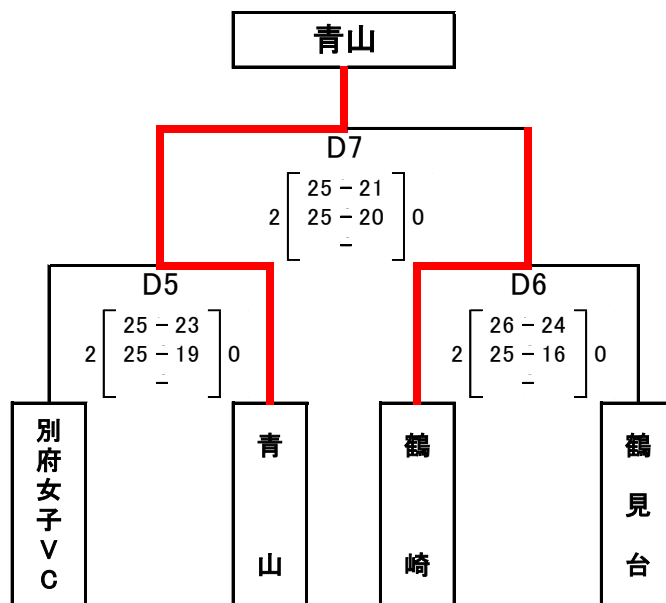 青山
D7
25－21
2 25－20 0
－
D5
25－23
2 25－19 0
－
D6
26－24
2 25－16 0
－
別府女子VC
青山
鶴崎
鶴見台